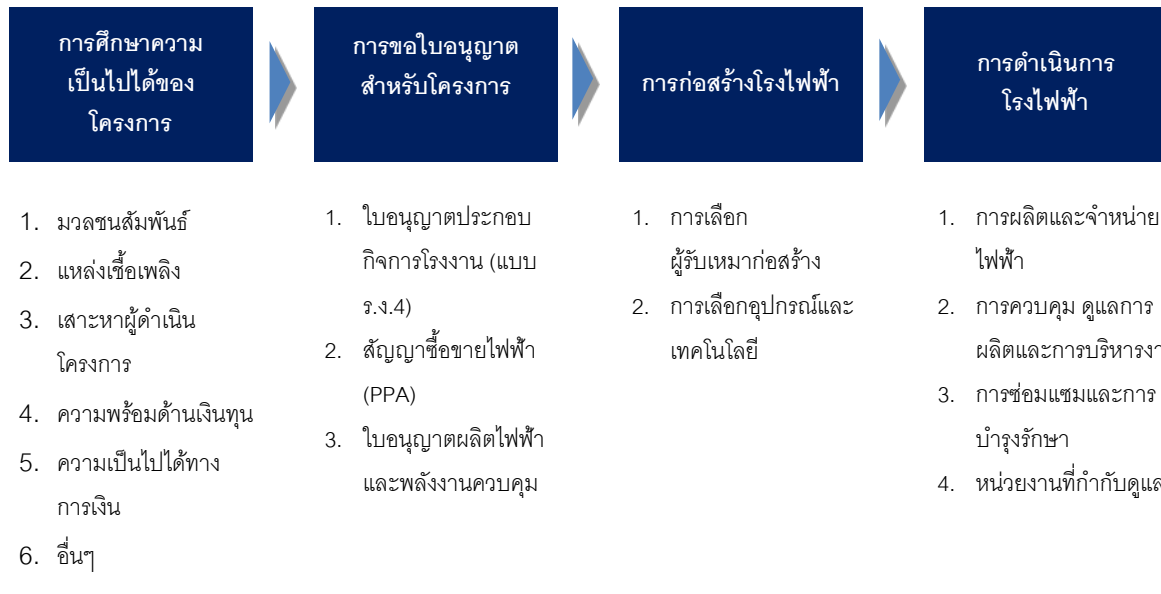 การศึกษาความ
เป็นไปได้ของ
โครงการ
การขอใบอนุญาต
สำหรับโครงการ
การก่อสร้างโรงไฟฟ้า
การดำเนินการ
โรงไฟฟ้า
1. มวลชนสัมพันธ์
2. แหล่งเชื้อเพลิง
3. เสาะหาผู้ดำเนิน
โครงการ
4. ความพร้อมด้านเงินทุน
5. ความเป็นไปได้ทาง
การเงิน
6. อื่นๆ
1. ใบอนุญาตประกอบ
กิจการโรงงาน (แบบ
ร.ง.4)
2. สัญญาซื้อขายไฟฟ้า
(PPA)
3. ใบอนุญาตผลิตไฟฟ้า
และพลังงานควบคุม
1. การเลือก
ผู้รับเหมาก่อสร้าง
2. การเลือกอุปกรณ์และ
เทคโนโลยี
1. การผลิตและจำหน่าย
ไฟฟ้า
2. การควบคุม ดูแลการ
ผลิตและการบริหาร
3. การซ่อมแซมและการ
บำรุงรักษา
4. หน่วยงานที่กำกับ